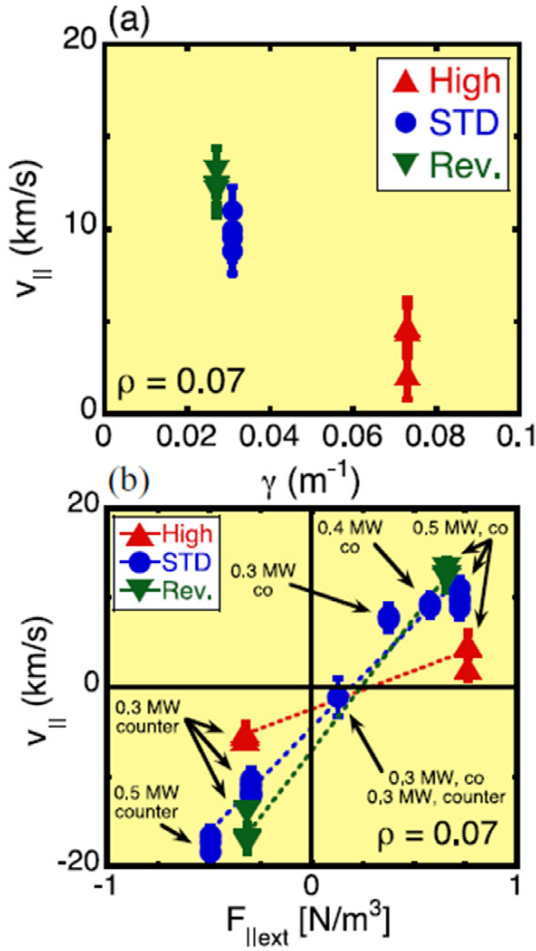 (a)
20
High
STD
Rev.
10
v|| (km/s)
ρ = 0.07
0
0 0.02 0.04 0.06 0.08 0.1
γ (m⁻¹)
(b)
20
High
STD
Rev.
0.4 MW
co
0.5 MW, co
0.3 MW
co
10
v|| (km/s)
0
0.3 MW
counter
0.5 MW
counter
0.3 MW, co
0.3 MW, counter
ρ = 0.07
-20
-1 0 1
F||ext [N/m³]